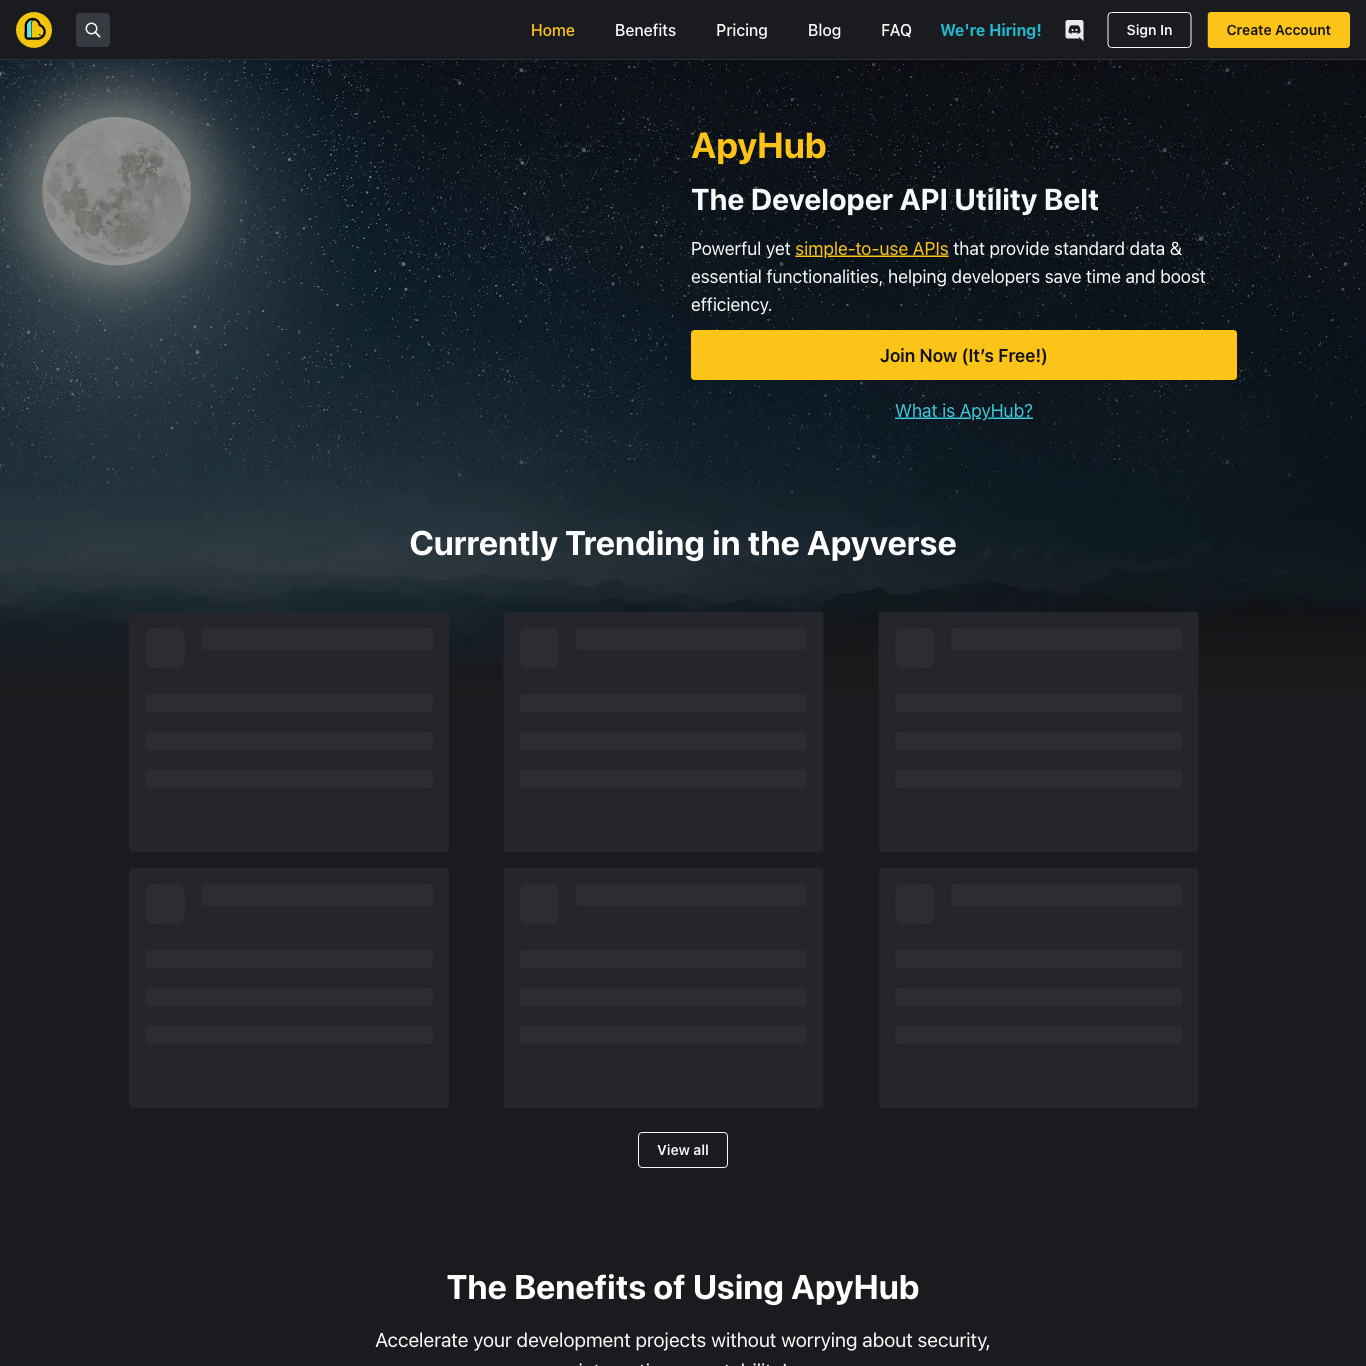 Home
Benefits
Pricing
Blog
FAQ
We're Hiring!
Sign In
Create Account
ApyHub
The Developer API Utility Belt
Powerful yet simple-to-use APIs that provide standard data &
essential functionalities, helping developers save time and boost
efficiency.
Join Now (It’s Free!)
What is ApyHub?
Currently Trending in the Apyverse
View all
The Benefits of Using ApyHub
Accelerate your development projects without worrying about security,